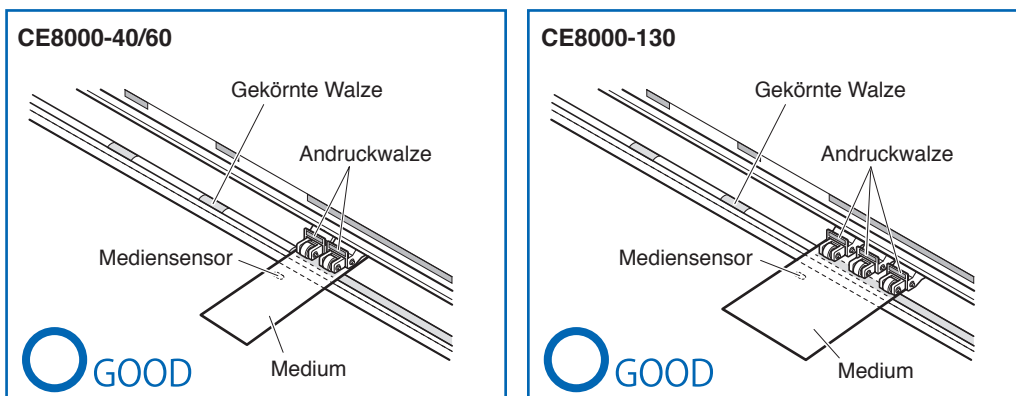 CE8000-40/60
Gekörnte Walze
Andruckwalze
Mediensensor
Medium
GOOD
CE8000-130
Gekörnte Walze
Andruckwalze
Mediensensor
Medium
GOOD